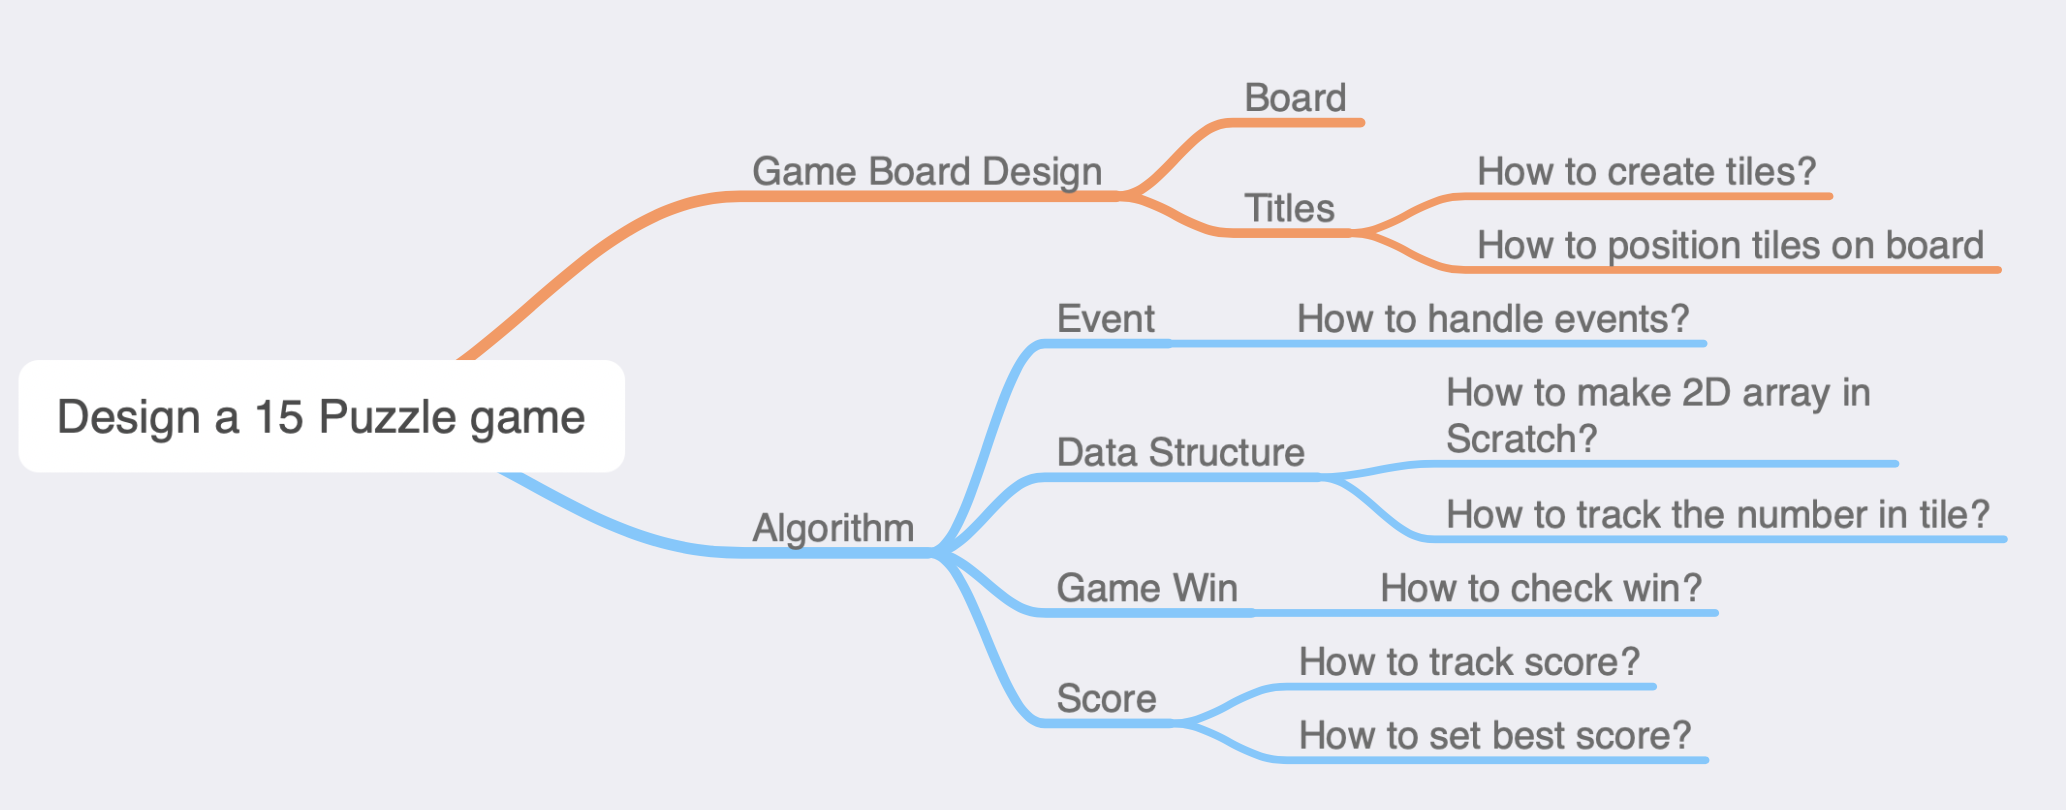 Design a 15 Puzzle game
Game Board Design
Board
Titles
How to create tiles?
How to position tiles on board
Algorithm
Event
How to handle events?
Data Structure
How to make 2D array in
Scratch?
How to track the number in tile?
Game Win
How to check win?
Score
How to track score?
How to set best score?